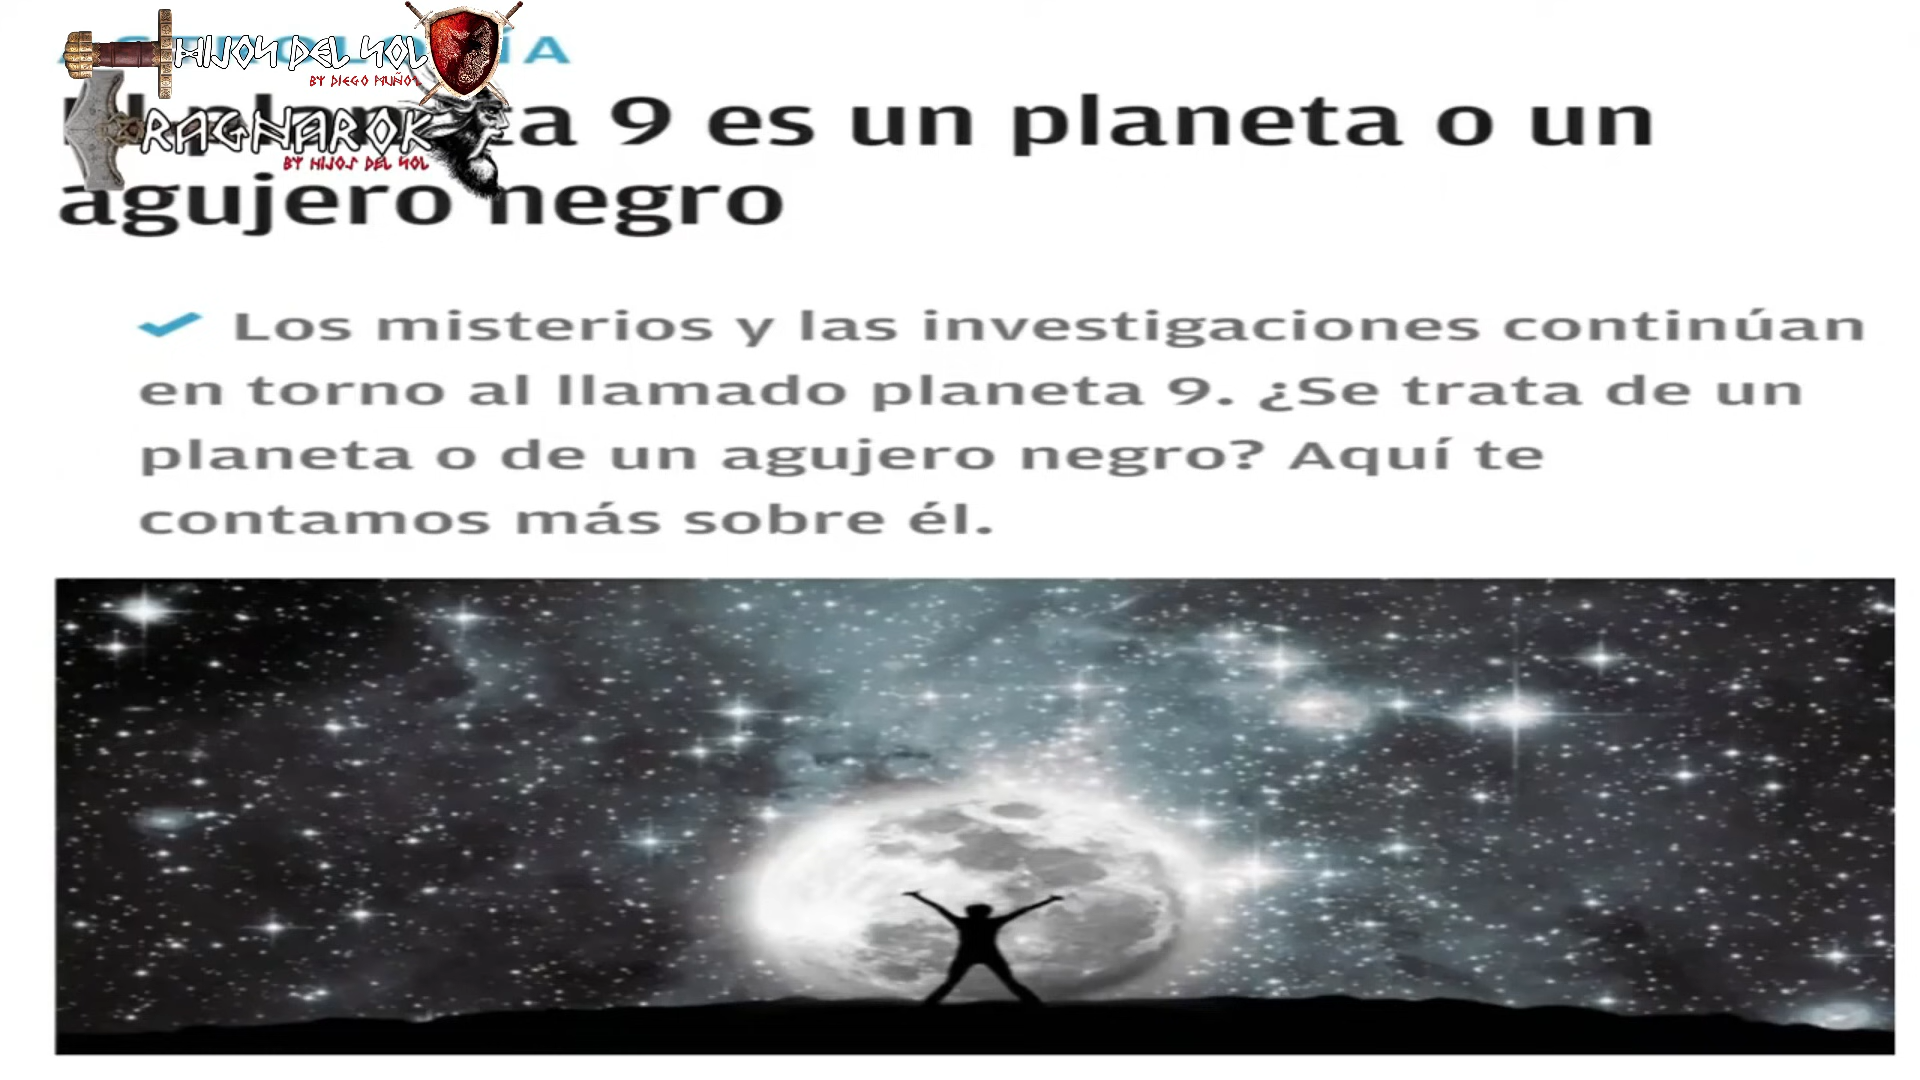 HIJOS DEL SOL
BY DIEGO MUÑOZ
RAGNAROK
BY HIJOS DEL SOL
9 es un planeta o un
agujero negro
Los misterios y las investigaciones continúan
en torno al llamado planeta 9. ¿Se trata de un
planeta o de un agujero negro? Aquí te
contamos más sobre él.